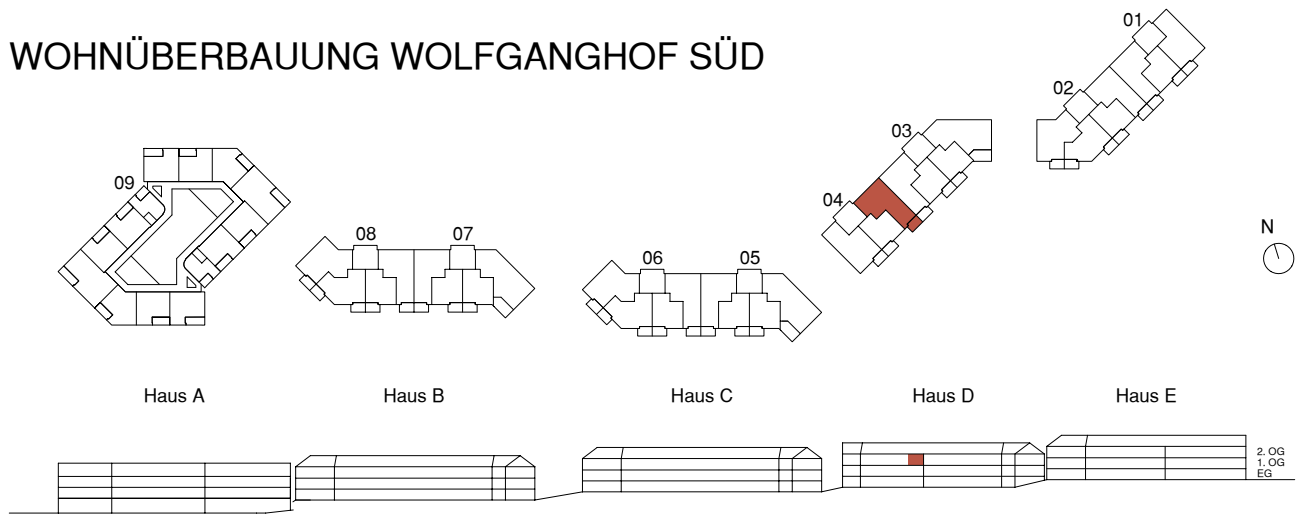 WOHNÜBERBAUUNG WOLFGANGHOF SÜD
01
02
03
04
09
08
07
06
05
N
Haus A
Haus B
Haus C
Haus D
Haus E
2. OG
1. OG
EG